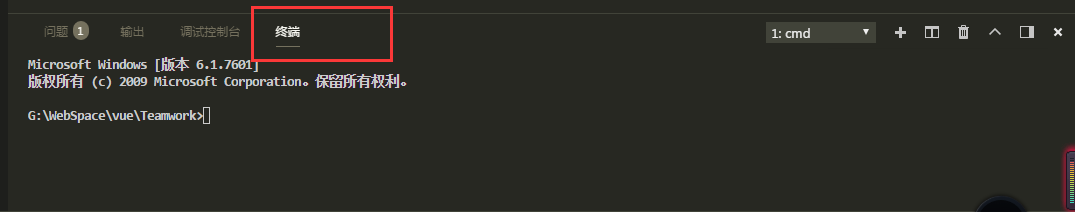 问题 1 输出 调试控制台 终端 1: cmd
Microsoft Windows [版本 6.1.7601]
版权所有 (c) 2009 Microsoft Corporation。保留所有权利。
G:\WebSpace\vue\Teamwork>